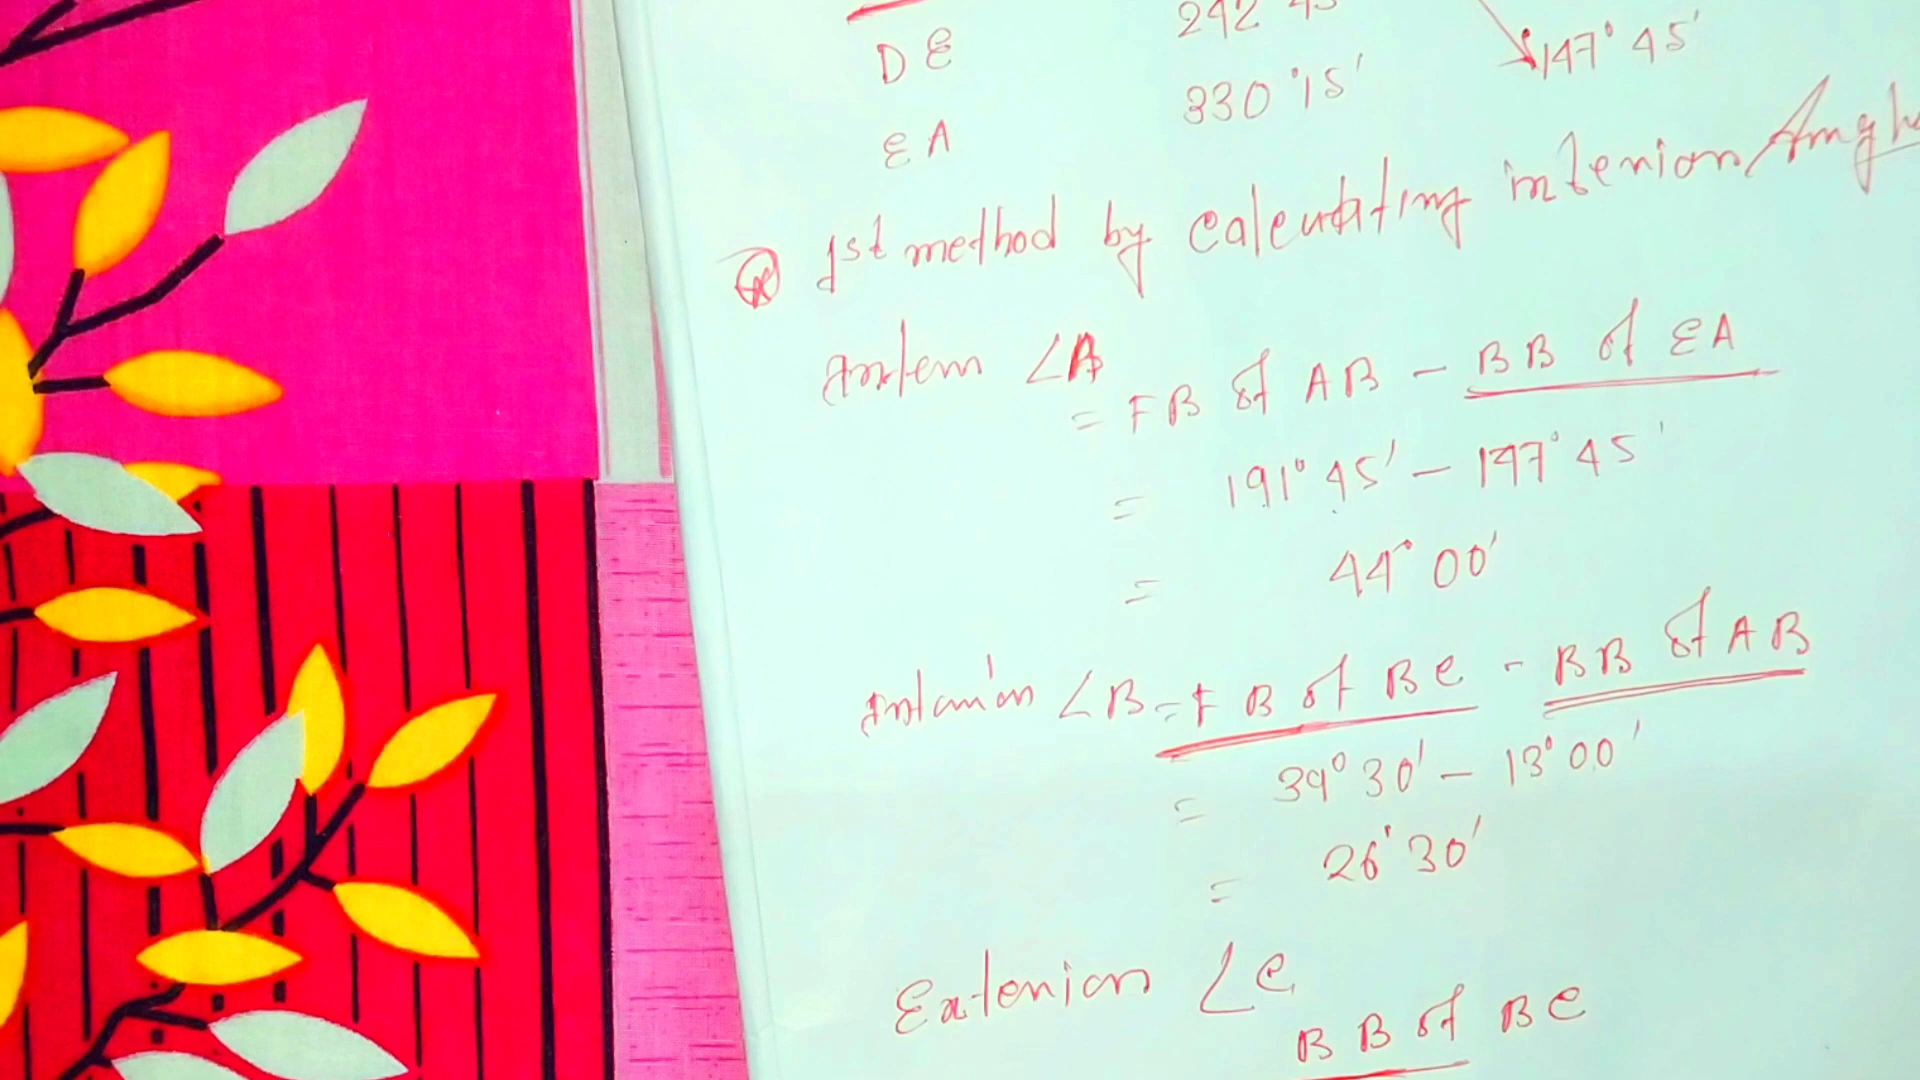 DE 242 45
147° 45'
EA 330° 15'
1st method by calculating interior Angle
∠A
= FB of AB - BB of EA
= 191° 45' - 147° 45'
= 44° 00'
∠B = FB of BC - BB of AB
= 39° 30' - 13° 00'
= 26° 30'
Exterior ∠C
BB of BC